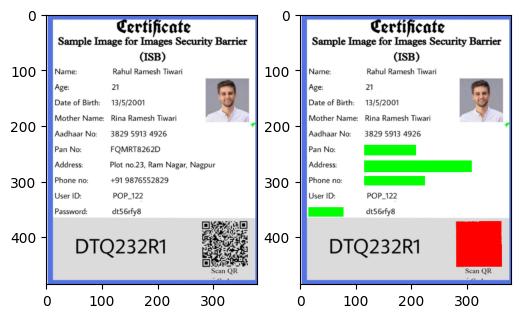 Certificate
Sample Image for Images Security Barrier
(ISB)
Name: Rahul Ramesh Tiwari
Age: 21
Date of Birth: 13/5/2001
Mother Name: Rina Ramesh Tiwari
Aadhaar No: 3829 5913 4926
Pan No: FQMRT8262D
Address: Plot no.23, Ram Nagar, Nagpur
Phone no: +91 9876552829
User ID: POP_122
Password: dt56rfy8
DTQ232R1
Scan QR
0
100
200
300
400
0
100
200
300
Certificate
Sample Image for Images Security Barrier
(ISB)
Name: Rahul Ramesh Tiwari
Age: 21
Date of Birth: 13/5/2001
Mother Name: Rina Ramesh Tiwari
Aadhaar No: 3829 5913 4926
Pan No:
Address:
Phone no:
User ID: POP_122
dt56rfy8
DTQ232R1
Scan QR
0
100
200
300
400
0
100
200
300